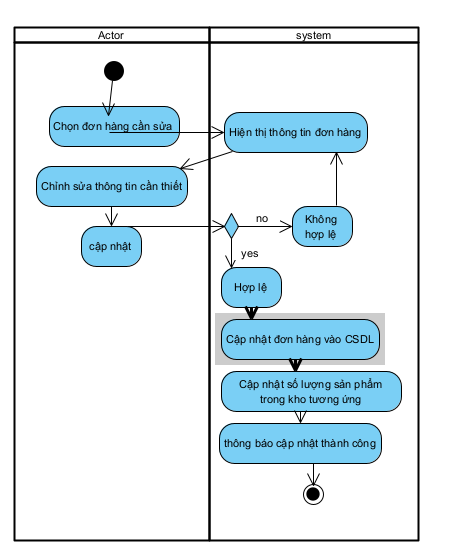 Actor
system
Chọn đơn hàng cần sửa
Hiện thị thông tin đơn hàng
Chỉnh sửa thông tin cần thiết
cập nhật
no
Không
hợp lệ
yes
Hợp lệ
Cập nhật đơn hàng vào CSDL
Cập nhật số lượng sản phẩm
trong kho tương ứng
thông báo cập nhật thành công